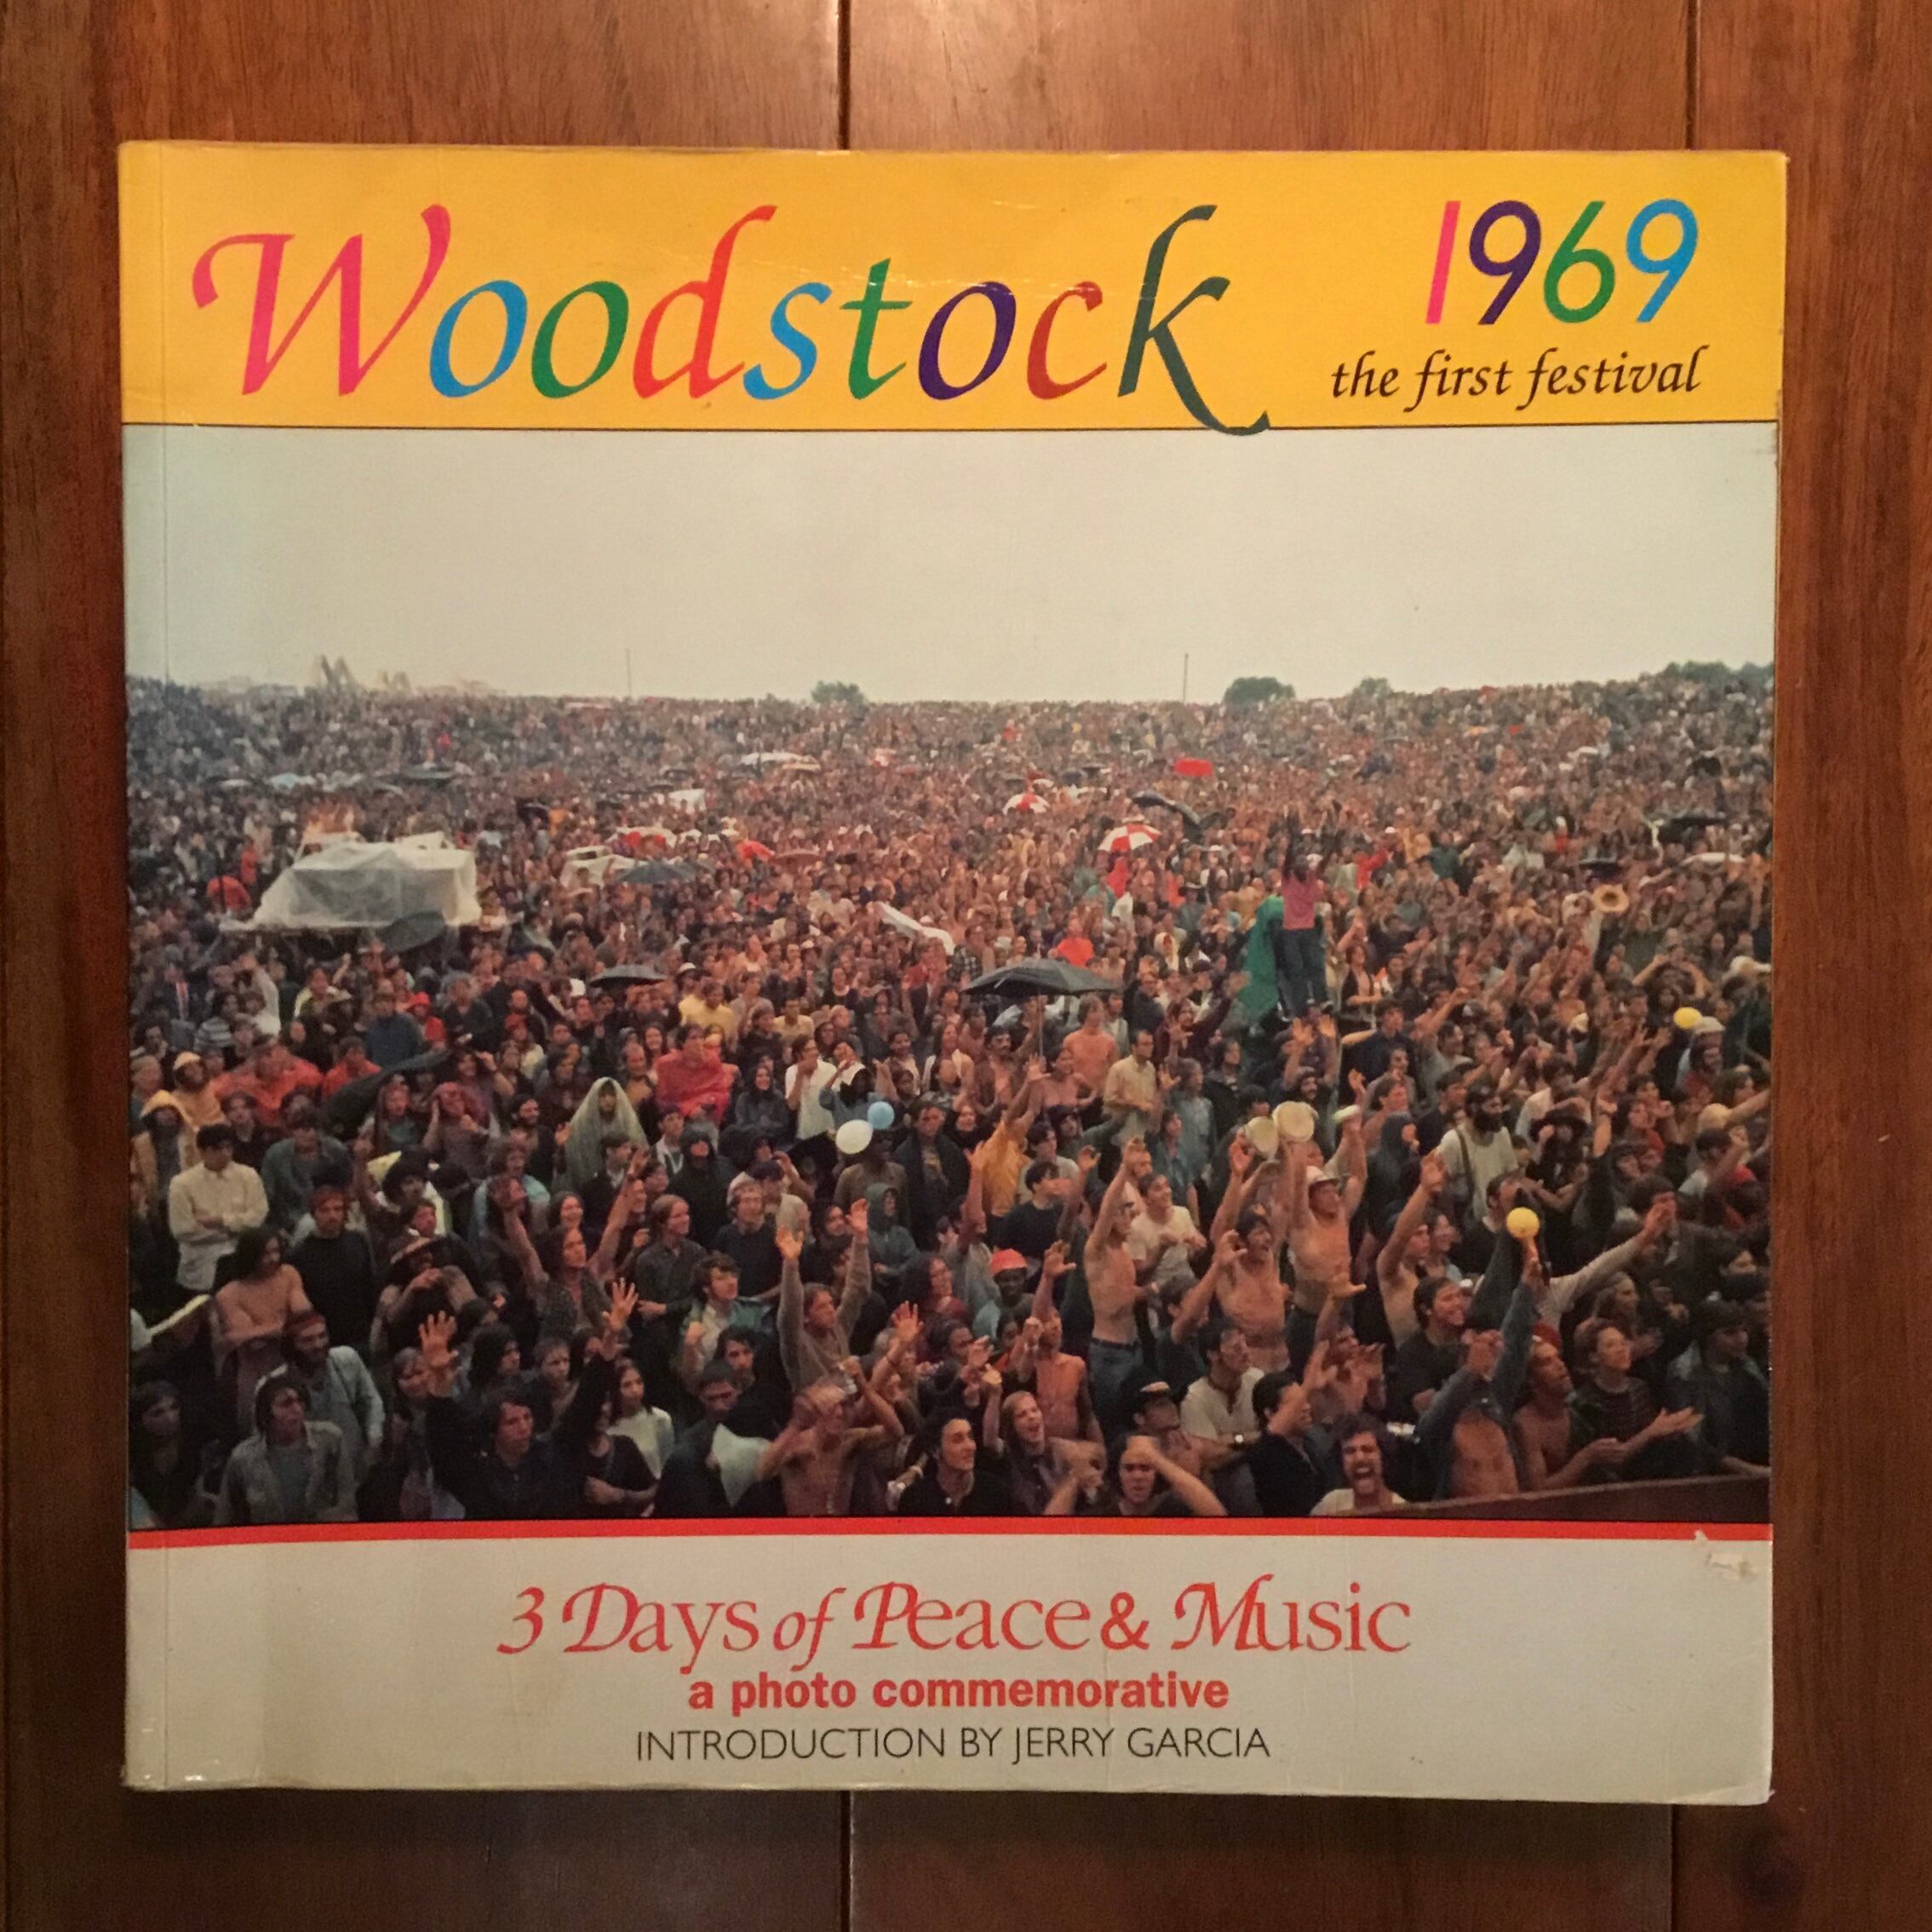 Woodstock
1969
the first festival
3 Days of Peace & Music
a photo commemorative
INTRODUCTION BY JERRY GARCIA